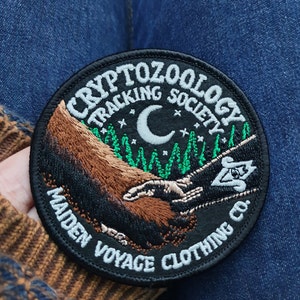 CRYPTOZOOLOGY
TRACKING SOCIETY
MAIDEN VOYAGE CLOTHING CO.